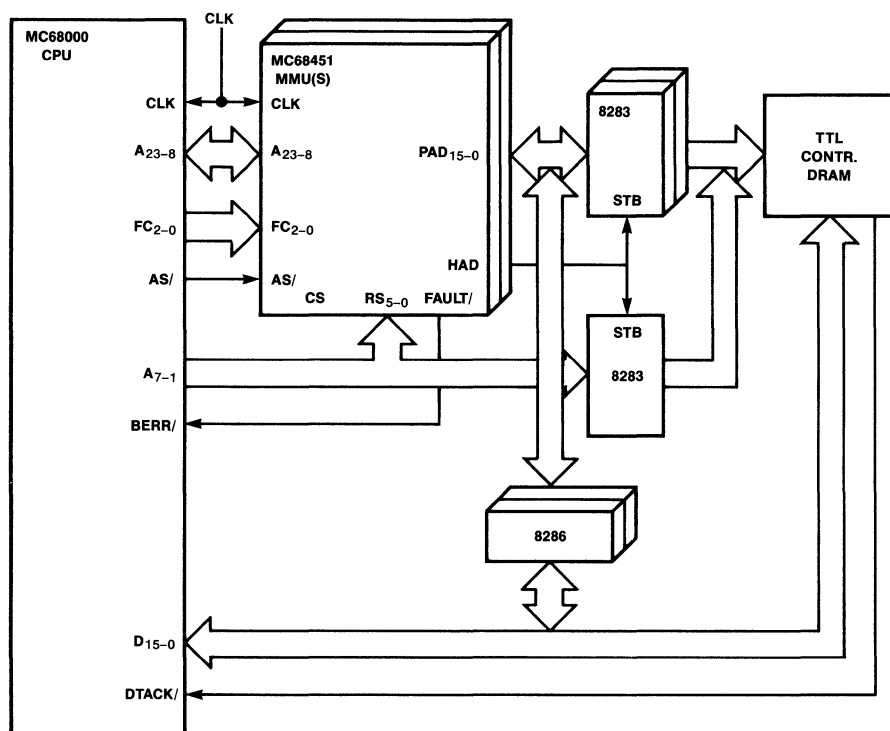 CLK
MC68000
CPU
MC68451
MMU(S)
CLK
CLK
8283
TTL
CONTR.
DRAM
A23–8
A23–8
PAD15–0
FC2–0
FC2–0
STB
HAD
AS/
AS/
CS
RS5–0
FAULT/
STB
A7–1
8283
BERR/
8286
D15–0
DTACK/